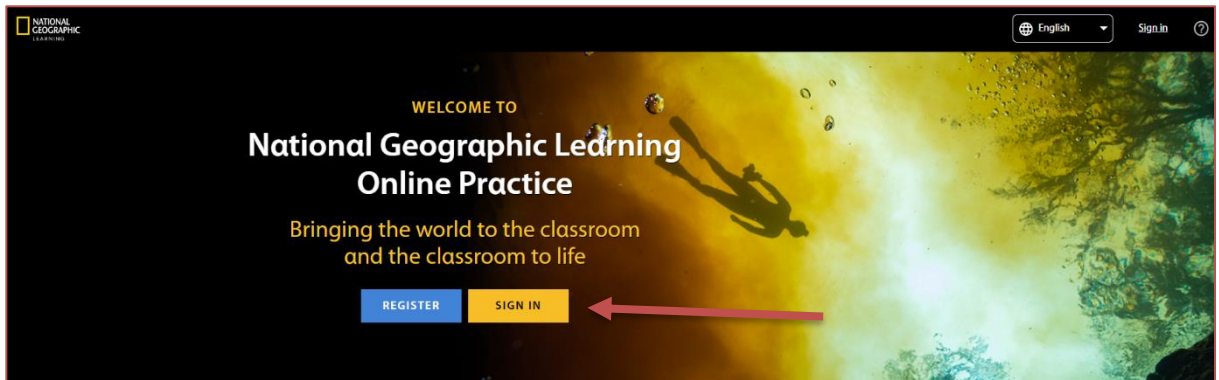 NATIONAL
GEOGRAPHIC
LEARNING
English
Sign in
?
WELCOME TO
National Geographic Learning
Online Practice
Bringing the world to the classroom
and the classroom to life
REGISTER
SIGN IN